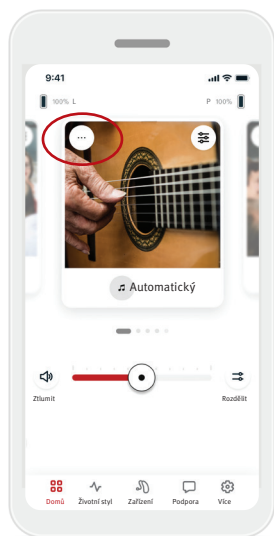 9:41
100% L
P 100%
Automatický
Ztlumit
Rozdělit
Domů
Životní styl
Zařízení
Podpora
Více